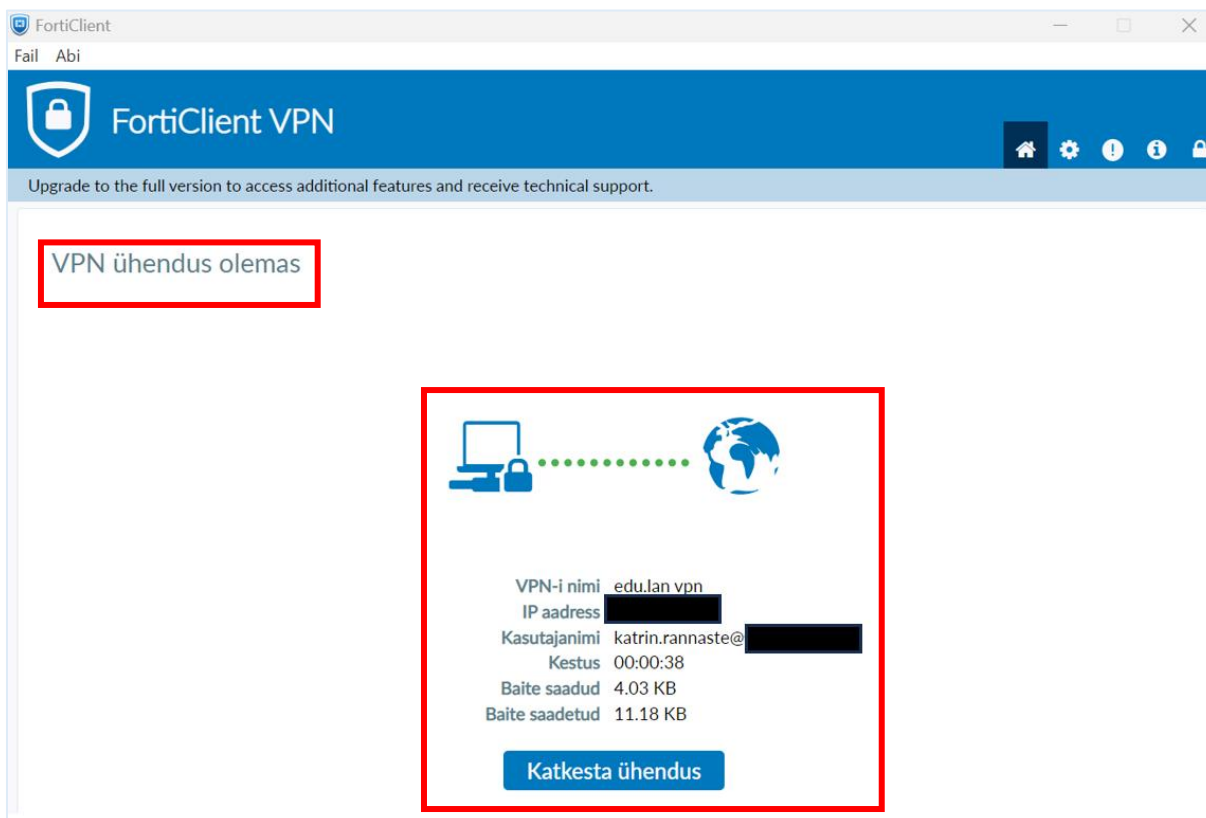 FortiClient
Fail Abi
FortiClient VPN
Upgrade to the full version to access additional features and receive technical support.
VPN ühendus olemas
VPN-i nimi edu.lan vpn
IP aadress
Kasutajanimi katrin.rannaste@
Kestus 00:00:38
Baite saadud 4.03 KB
Baite saadetud 11.18 KB
Katkesta ühendus